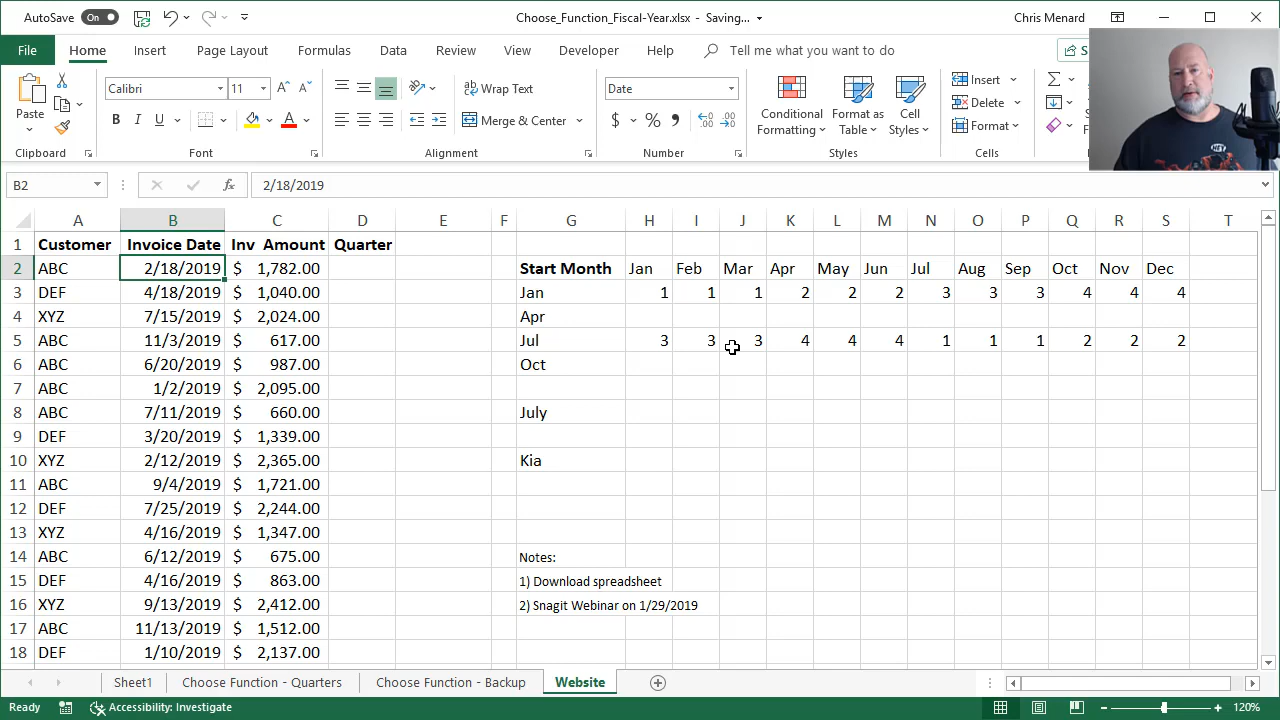 AutoSave On Choose_Function_Fiscal-Year.xlsx - Saving... Chris Menard
File Home Insert Draw Page Layout Formulas Data Review View Developer Help Tell me what you want to do S
Paste Calibri 11 A A ab Wrap Text Date Conditional Formatting Format as Table Cell Styles Insert
B I U A Merge & Center $ % , Delete
Format
Clipboard Font Alignment Number Styles Cells
B2 fx 2/18/2019
A B C D E F G H I J K L M N O P Q R S T
1 Customer Invoice Date Inv Amount Quarter
2 ABC 2/18/2019 $ 1,782.00 Start Month Jan Feb Mar Apr May Jun Jul Aug Sep Oct Nov Dec
3 DEF 4/18/2019 $ 1,040.00 Jan 1 1 1 2 2 2 3 3 3 4 4 4
4 XYZ 7/15/2019 $ 2,024.00 Apr
5 ABC 11/3/2019 $ 617.00 Jul 3 3 3 4 4 4 1 1 1 2 2 2
6 ABC 6/20/2019 $ 987.00 Oct
7 ABC 1/2/2019 $ 2,095.00
8 ABC 7/11/2019 $ 660.00 July
9 DEF 3/20/2019 $ 1,339.00
10 XYZ 2/12/2019 $ 2,365.00 Kia
11 ABC 9/4/2019 $ 1,721.00
12 DEF 7/25/2019 $ 2,244.00
13 XYZ 4/16/2019 $ 1,347.00
14 ABC 6/12/2019 $ 675.00 Notes:
15 DEF 4/16/2019 $ 863.00 1) Download spreadsheet
16 XYZ 9/13/2019 $ 2,412.00 2) Snagit Webinar on 1/29/2019
17 ABC 11/13/2019 $ 1,512.00
18 DEF 1/10/2019 $ 2,137.00
Sheet1 Choose Function - Quarters Choose Function - Backup Website
Ready Accessibility: Investigate 120%